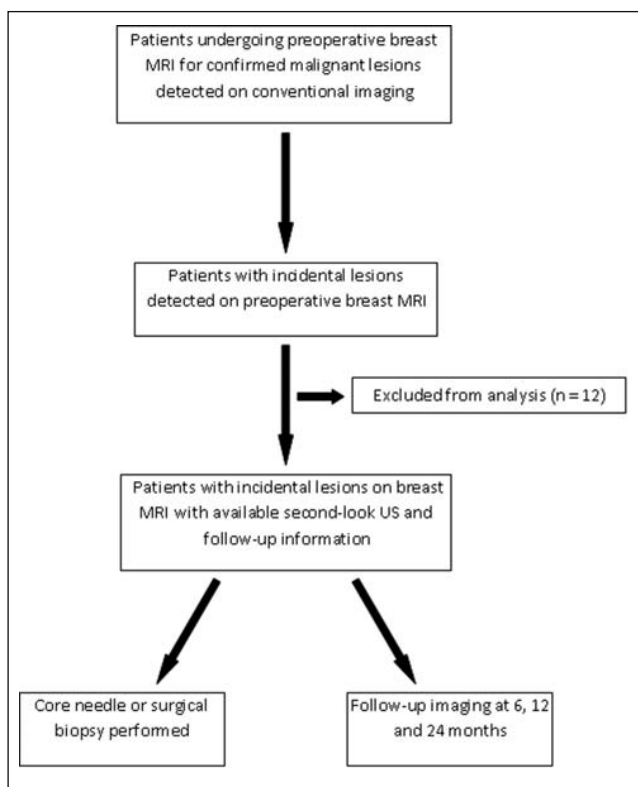 Patients undergoing preoperative breast
MRI for confirmed malignant lesions
detected on conventional imaging
Patients with incidental lesions
detected on preoperative breast MRI
Excluded from analysis (n = 12)
Patients with incidental lesions on breast
MRI with available second-look US and
follow-up information
Core needle or surgical
biopsy performed
Follow-up imaging at 6, 12
and 24 months